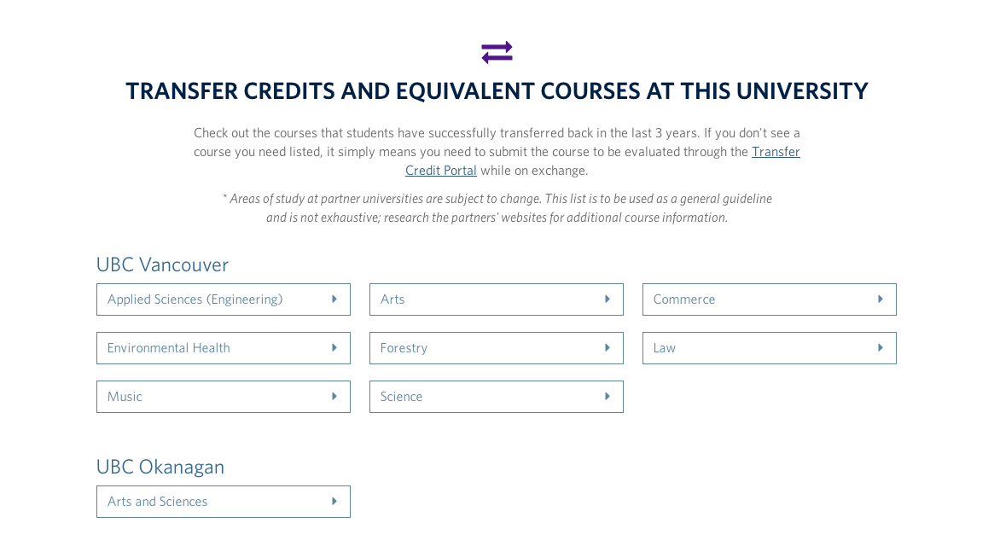 TRANSFER CREDITS AND EQUIVALENT COURSES AT THIS UNIVERSITY
Check out the courses that students have successfully transferred back in the last 3 years. If you don't see a
course you need listed, it simply means you need to submit the course to be evaluated through the Transfer
Credit Portal while on exchange.
* Areas of study at partner universities are subject to change. This list is to be used as a general guideline
and is not exhaustive; research the partners' websites for additional course information.
UBC Vancouver
Applied Sciences (Engineering)
Arts
Commerce
Environmental Health
Forestry
Law
Music
Science
UBC Okanagan
Arts and Sciences